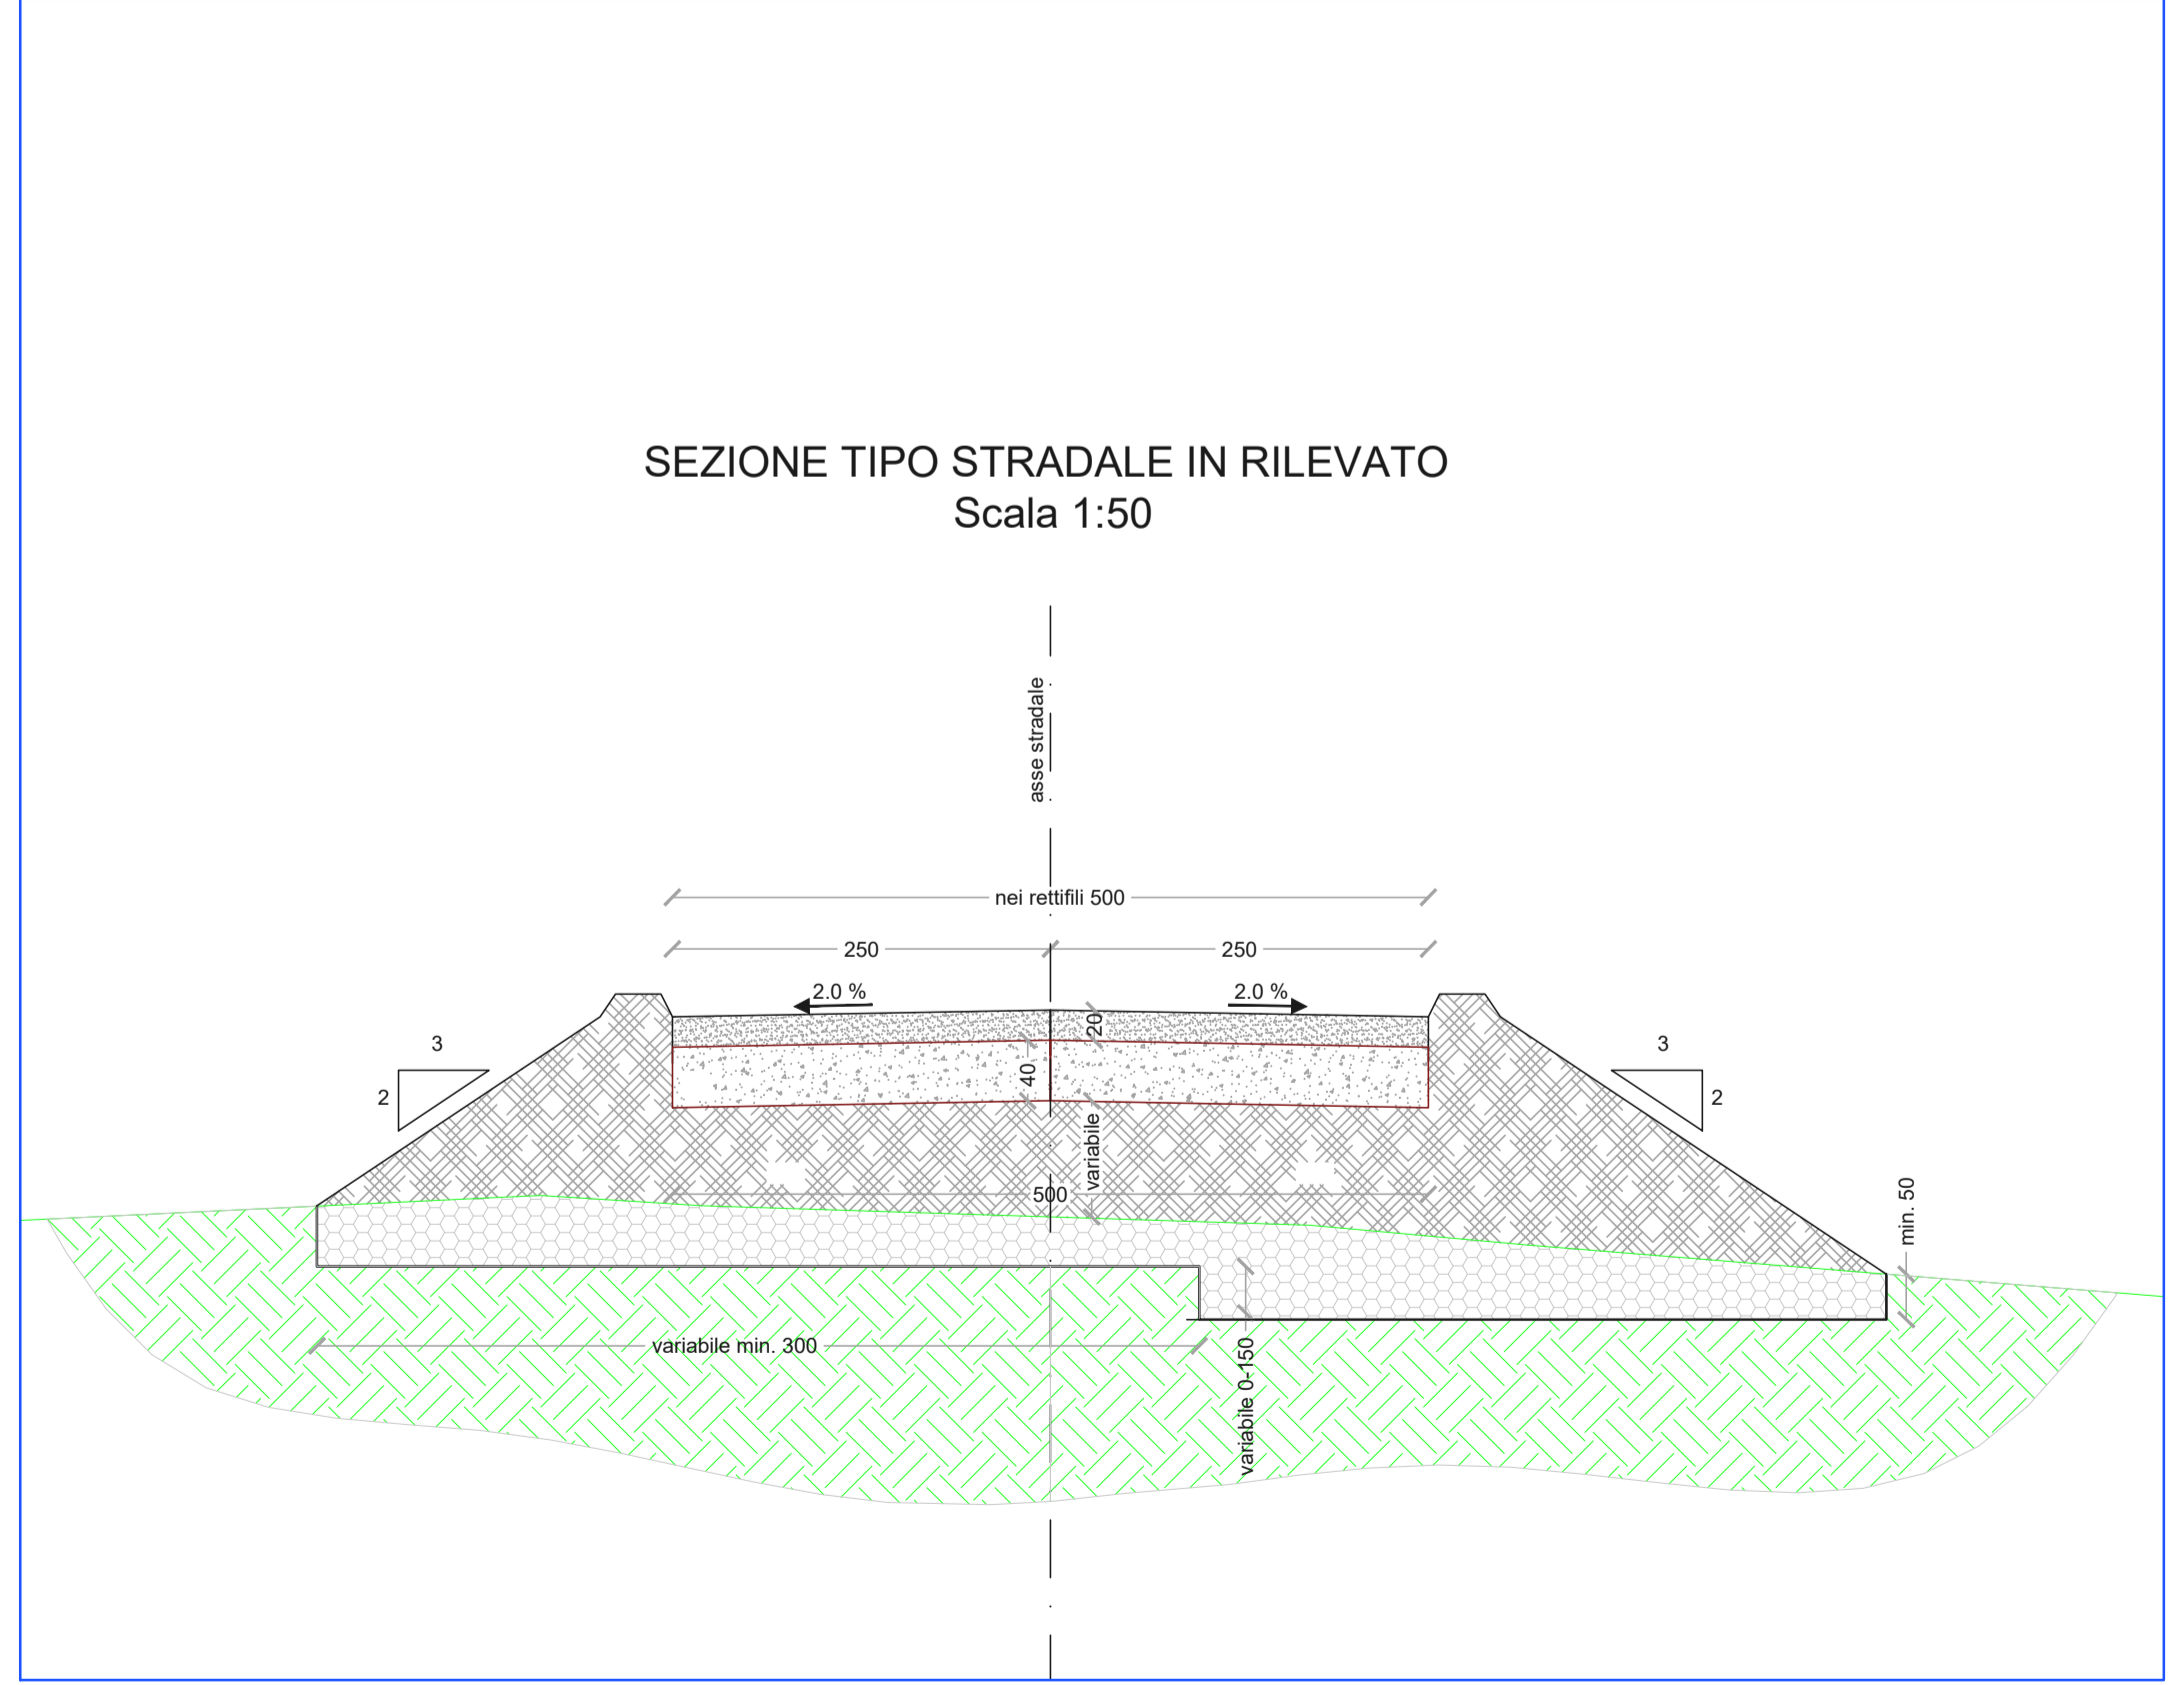 SEZIONE TIPO STRADALE IN RILEVATO
Scala 1:50
asse stradale
nei rettifili 500
250
250
2.0 %
2.0 %
20
3
3
40
2
2
variabile
500
min. 50
variabile min. 300
variabile 0-150